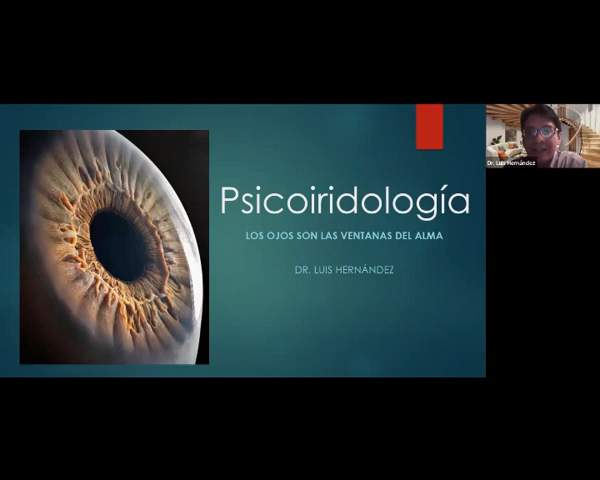 Psicoiridología
LOS OJOS SON LAS VENTANAS DEL ALMA
DR. LUIS HERNÁNDEZ
Dr. Luis Hernández